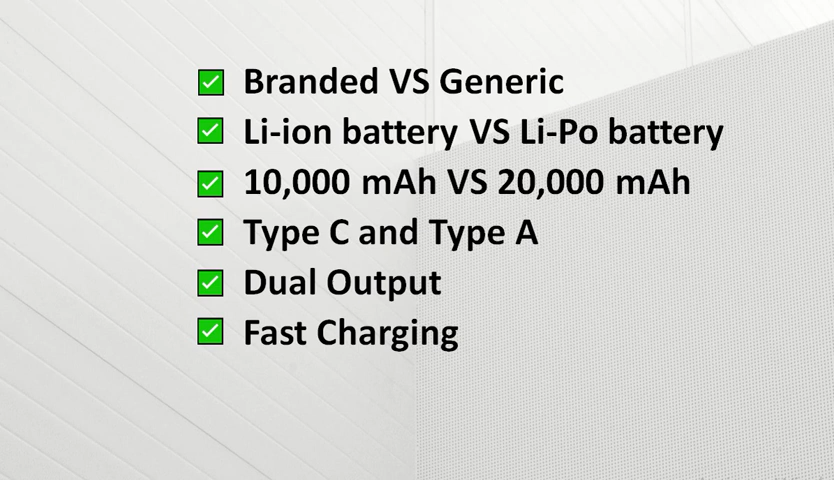 Branded VS Generic
Li-ion battery VS Li-Po battery
10,000 mAh VS 20,000 mAh
Type C and Type A
Dual Output
Fast Charging